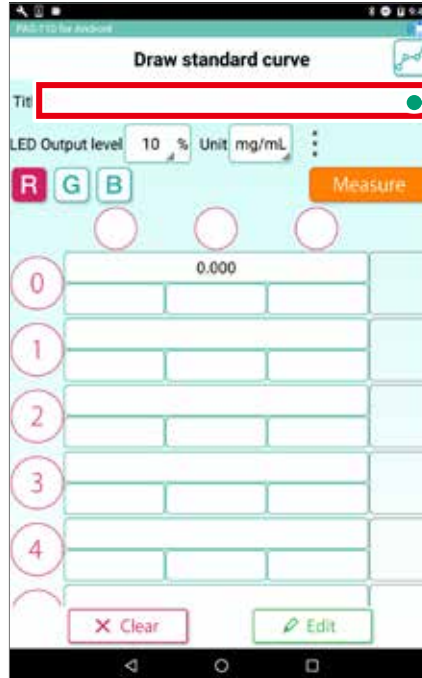 PAS-110 for Android
Draw standard curve
Tit
LED Output level 10 % Unit mg/mL
R G B Measure
0.000
0
1
2
3
4
Clear Edit